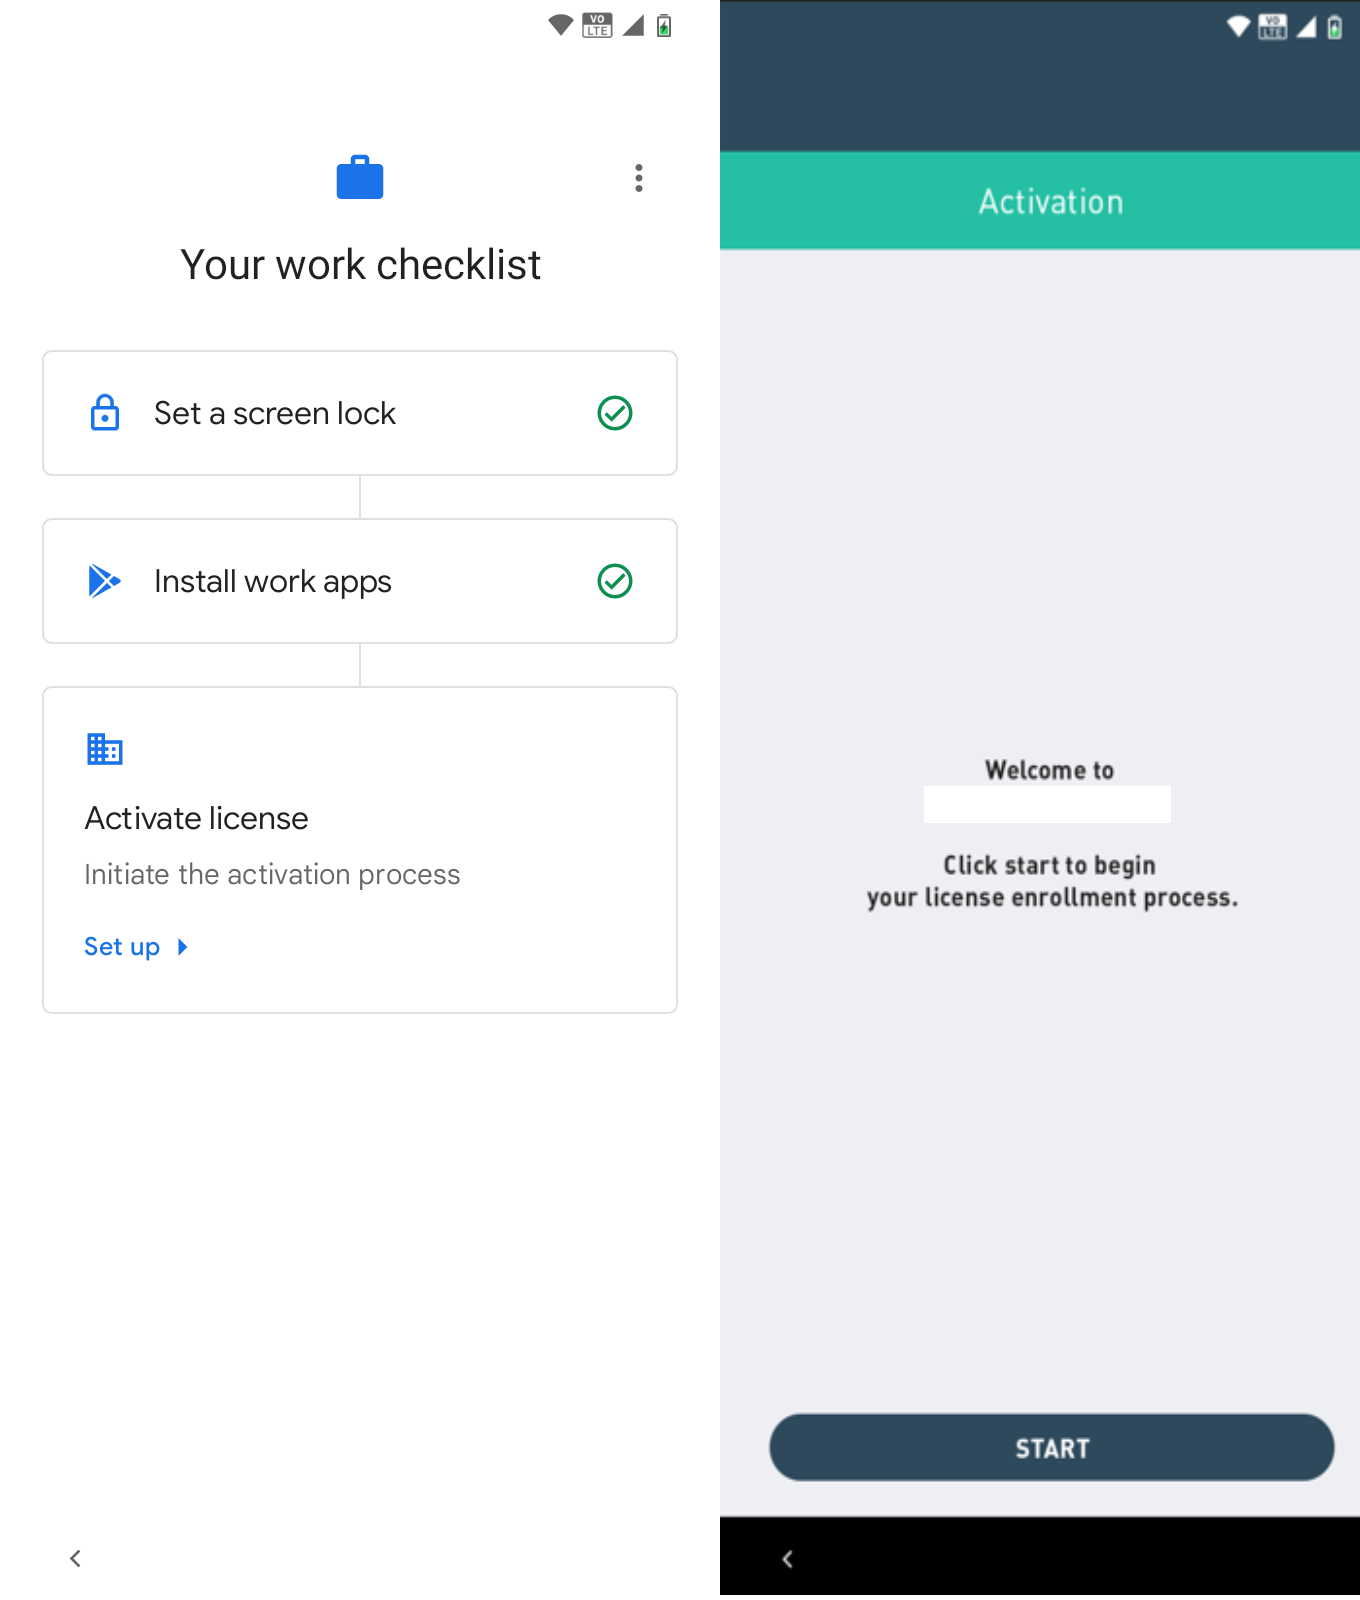 VO
LTE
Your work checklist
Set a screen lock
Install work apps
Activate license
Initiate the activation process
Set up
VO
LTE
Activation
Welcome to
Click start to begin
your license enrollment process.
START